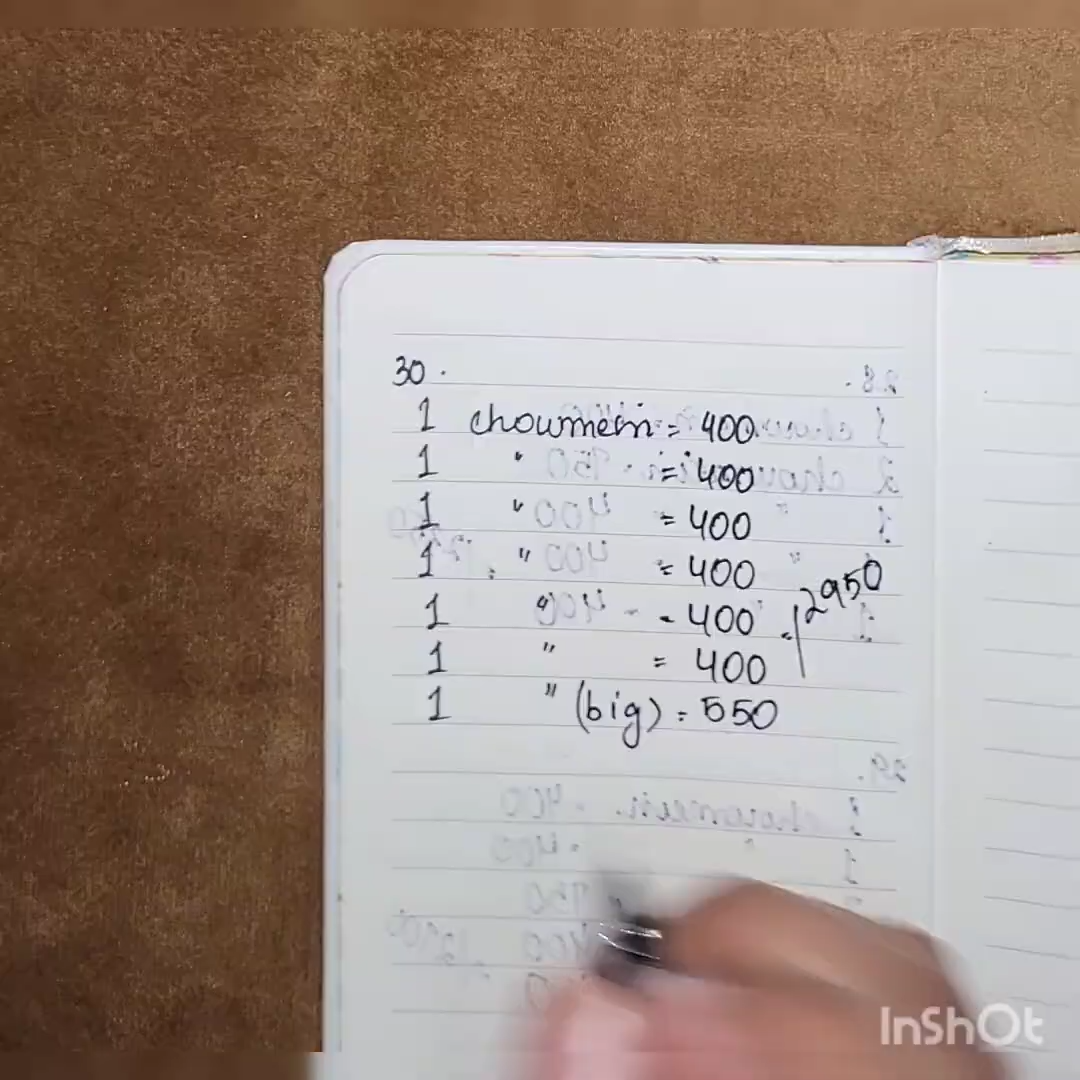 30.
1 chowmein = 400
1 " = 400
1 " = 400
1 " = 400
1 " = 400
1 " = 400
1 " (big) = 550
2950
InShOt